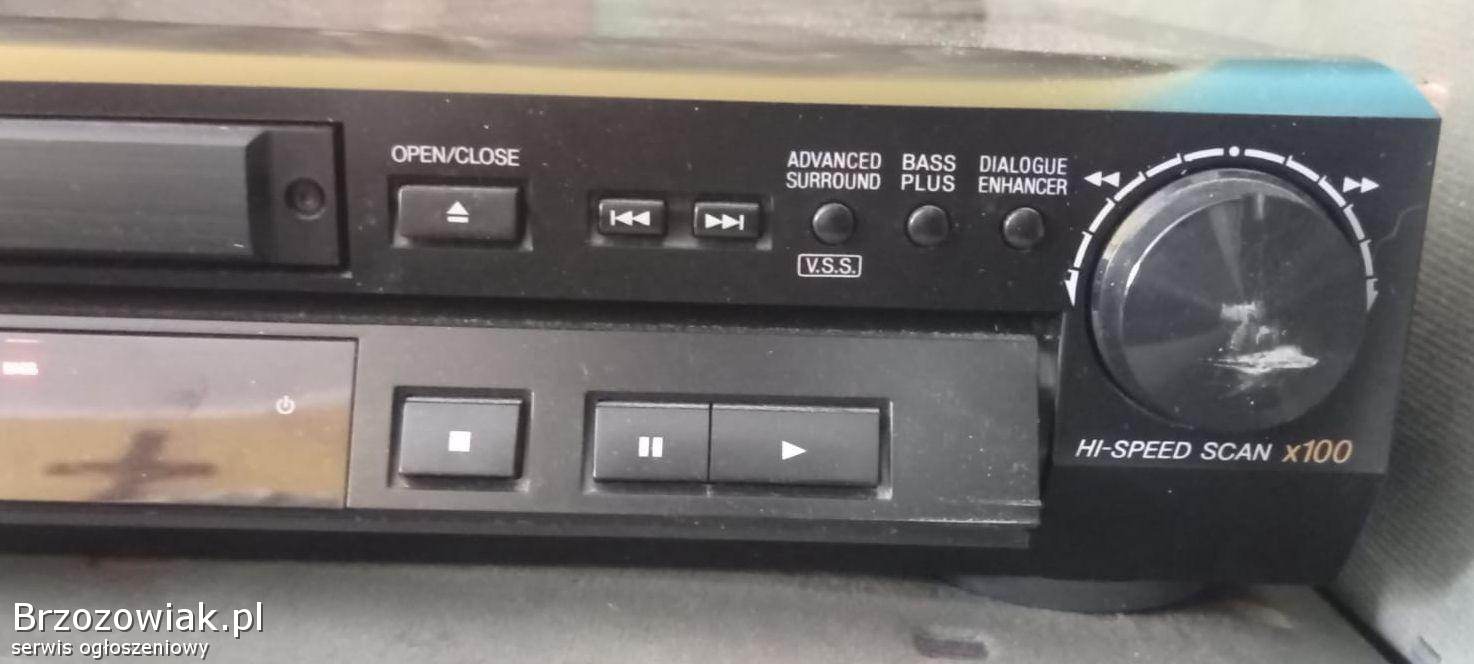 OPEN/CLOSE
ADVANCED
SURROUND
BASS
PLUS
DIALOGUE
ENHANCER
V.S.S.
HI-SPEED SCAN x100
Brzozowiak.pl
serwis ogłoszeniowy